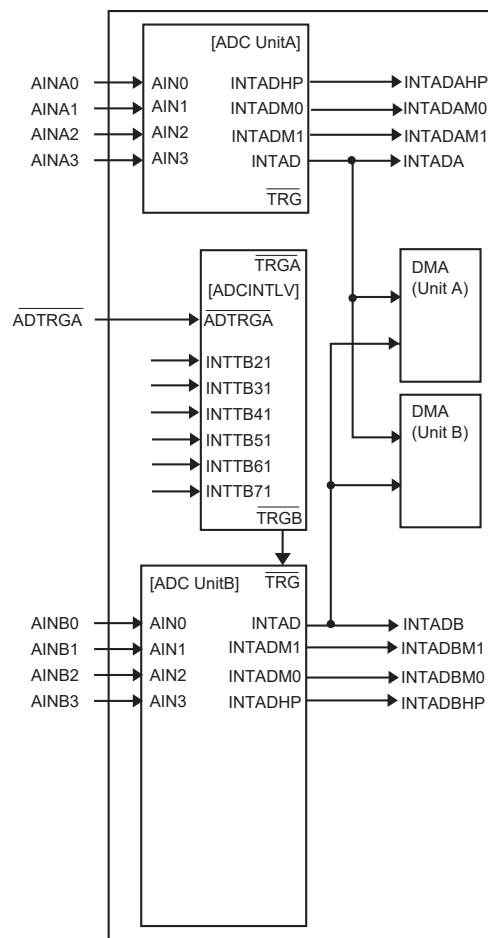 [ADC UnitA]
AINA0 AIN0 INTADHP INTADAHP
AINA1 AIN1 INTADM0 INTADAM0
AINA2 AIN2 INTADM1 INTADAM1
AINA3 AIN3 INTAD INTADA
TRG
TRGA
[ADCINTLV]
ADTRGA ADTRGA
DMA
(Unit A)
INTTB21
INTTB31
INTTB41
INTTB51
INTTB61
INTTB71
DMA
(Unit B)
TRGB
[ADC UnitB] TRG
AINB0 AIN0 INTAD INTADB
AINB1 AIN1 INTADM1 INTADBM1
AINB2 AIN2 INTADM0 INTADBM0
AINB3 AIN3 INTADHP INTADBHP